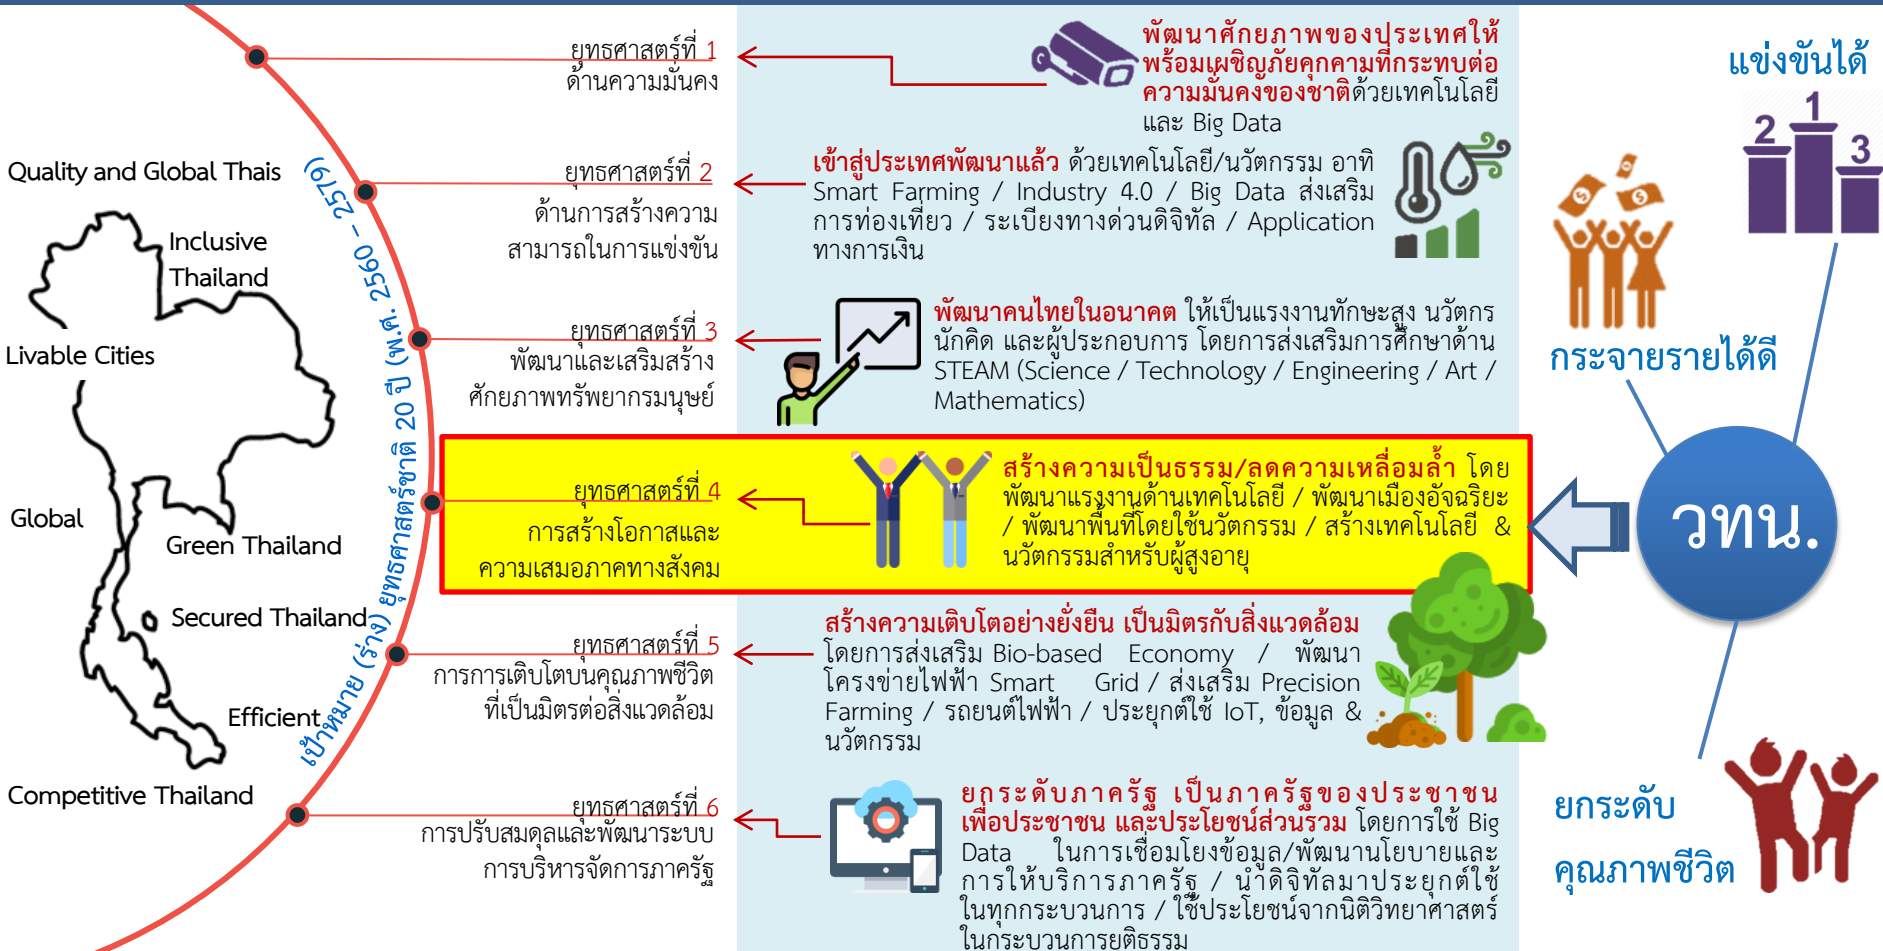 Quality and Global Thais
Inclusive
Thailand
Livable Cities
Global
Green Thailand
Secured Thailand
Efficient
Competitive Thailand
เป้าหมาย (ร่าง) ยุทธศาสตร์ชาติ 20 ปี (พ.ศ. 2560 – 2579)
ยุทธศาสตร์ที่ 1
ด้านความมั่นคง
พัฒนาศักยภาพของประเทศให้
พร้อมเผชิญภัยคุกคามที่กระทบต่อ
ความมั่นคงของชาติด้วยเทคโนโลยี
และ Big Data
ยุทธศาสตร์ที่ 2
ด้านการสร้างความ
สามารถในการแข่งขัน
เข้าสู่ประเทศพัฒนาแล้ว ด้วยเทคโนโลยี/นวัตกรรม อาทิ
Smart Farming / Industry 4.0 / Big Data ส่งเสริม
การท่องเที่ยว / ระเบียงทางด่วนดิจิทัล / Application
ทางการเงิน
ยุทธศาสตร์ที่ 3
พัฒนาและเสริมสร้าง
ศักยภาพทรัพยากรมนุษย์
พัฒนาคนไทยในอนาคต ให้เป็นแรงงานทักษะสูง นวัตกร
นักคิด และผู้ประกอบการ โดยการส่งเสริมการศึกษาด้าน
STEAM (Science / Technology / Engineering / Art /
Mathematics)
ยุทธศาสตร์ที่ 4
การสร้างโอกาสและ
ความเสมอภาคทางสังคม
สร้างความเป็นธรรม/ลดความเหลื่อมล้ำ โดย
พัฒนาแรงงานด้านเทคโนโลยี / พัฒนาเมืองอัจฉริยะ
/ พัฒนาพื้นที่โดยใช้นวัตกรรม / สร้างเทคโนโลยี &
นวัตกรรมสำหรับผู้สูงอายุ
ยุทธศาสตร์ที่ 5
การการเติบโตบนคุณภาพชีวิต
ที่เป็นมิตรต่อสิ่งแวดล้อม
สร้างความเติบโตอย่างยั่งยืน เป็นมิตรกับสิ่งแวดล้อม
โดยการส่งเสริม Bio-based Economy / พัฒนา
โครงข่ายไฟฟ้า Smart Grid / ส่งเสริม Precision
Farming / รถยนต์ไฟฟ้า / ประยุกต์ใช้ IoT, ข้อมูล &
นวัตกรรม
ยุทธศาสตร์ที่ 6
การปรับสมดุลและพัฒนาระบบ
การบริหารจัดการภาครัฐ
ยกระดับภาครัฐ เป็นภาครัฐของประชาชน
เพื่อประชาชน และประโยชน์ส่วนรวม โดยการใช้ Big
Data ในการเชื่อมโยงข้อมูล/พัฒนานโยบายและ
การให้บริการภาครัฐ / นำดิจิทัลมาประยุกต์ใช้
ในทุกกระบวนการ / ใช้ประโยชน์จากนิติวิทยาศาสตร์
ในกระบวนการยุติธรรม
แข่งขันได้
2 1 3
กระจายรายได้ดี
วทน.
ยกระดับ
คุณภาพชีวิต